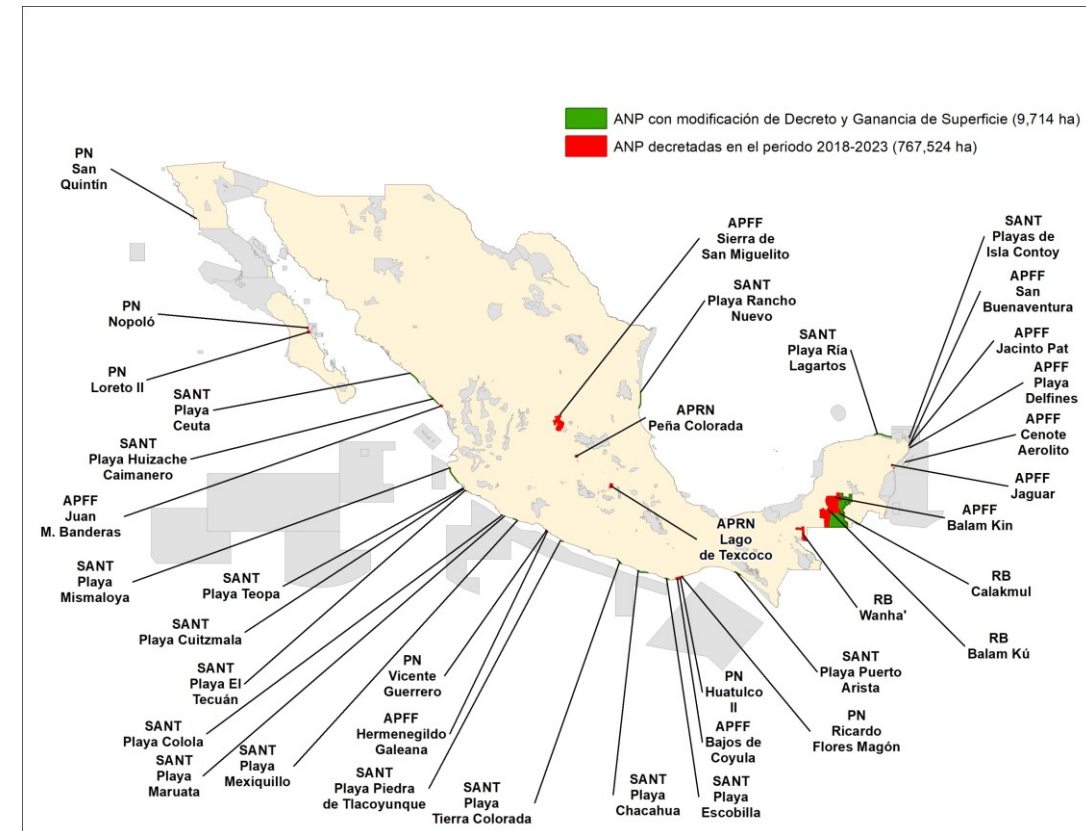 ANP con modificación de Decreto y Ganancia de Superficie (9,714 ha)
ANP decretadas en el periodo 2018-2023 (767,524 ha)
PN
San
Quintín
PN
Nopoló
PN
Loreto II
SANT
Playa
Ceuta
SANT
Playa Huizache
Caimanero
APFF
Juan
M. Banderas
SANT
Playa
Mismaloya
SANT
Playa Teopa
SANT
Playa Cuitzmala
SANT
Playa El
Tecuán
SANT
Playa Colola
SANT
Playa
Maruata
SANT
Playa
Mexiquillo
PN
Vicente
Guerrero
APFF
Hermenegildo
Galeana
SANT
Playa Piedra
de Tlacoyunque
SANT
Playa
Tierra Colorada
SANT
Playa
Chacahua
SANT
Playa
Escobilla
APFF
Bajos de
Coyula
PN
Huatulco
II
PN
Ricardo
Flores Magón
SANT
Playa Puerto
Arista
APFF
Sierra de
San Miguelito
SANT
Playa Rancho
Nuevo
APRN
Peña Colorada
APRN
Lago
de Texcoco
SANT
Playa Ría
Lagartos
SANT
Playas de
Isla Contoy
APFF
San
Buenaventura
APFF
Jacinto Pat
APFF
Playa
Delfines
APFF
Cenote
Aerolito
APFF
Jaguar
APFF
Balam Kin
RB
Calakmul
RB
Wanha'
RB
Balam Kú